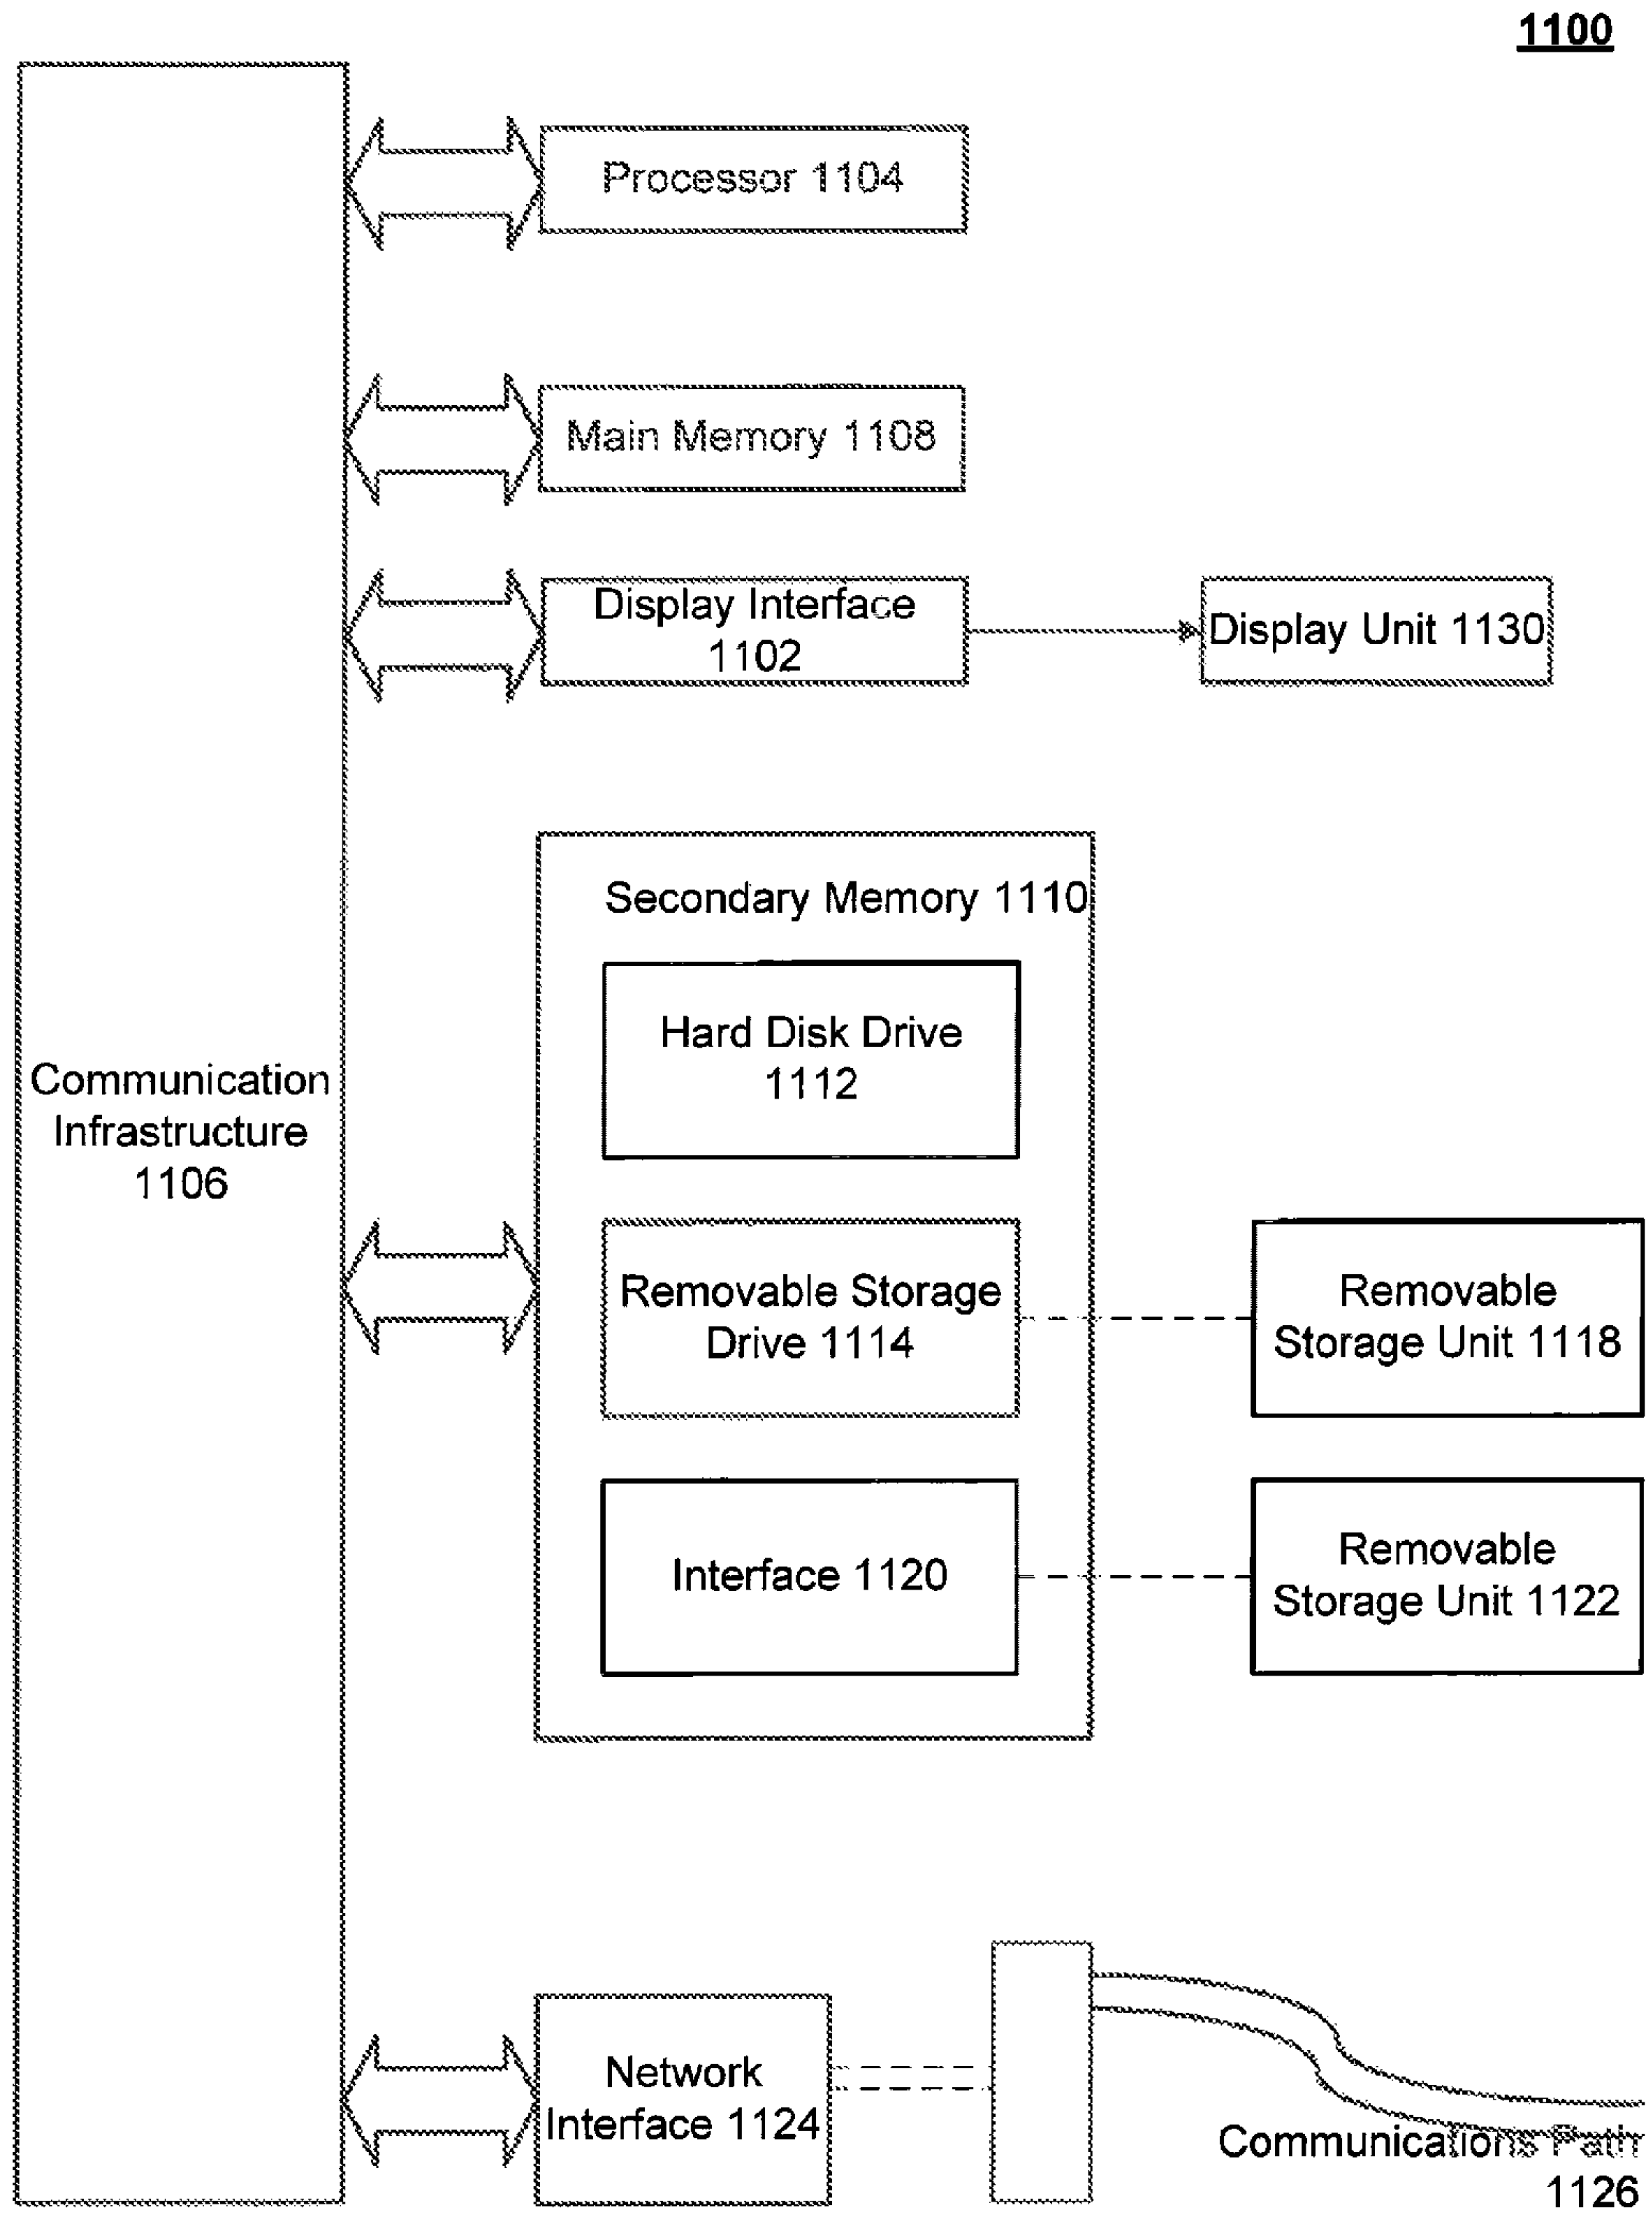 1100
Processor 1104
Main Memory 1108
Display Interface
1102
Display Unit 1130
Secondary Memory 1110
Hard Disk Drive
1112
Communication
Infrastructure
1106
Removable Storage
Drive 1114
Removable
Storage Unit 1118
Interface 1120
Removable
Storage Unit 1122
Network
Interface 1124
Communications Path
1126